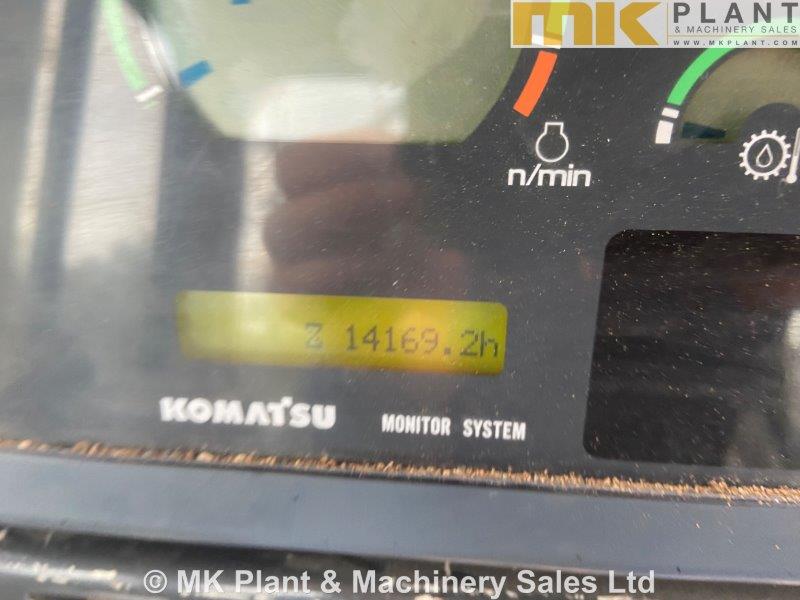 MK PLANT
& MACHINERY SALES
WWW.MKPLANT.COM
n/min
14169.2h
KOMATSU MONITOR SYSTEM
© MK Plant & Machinery Sales Ltd